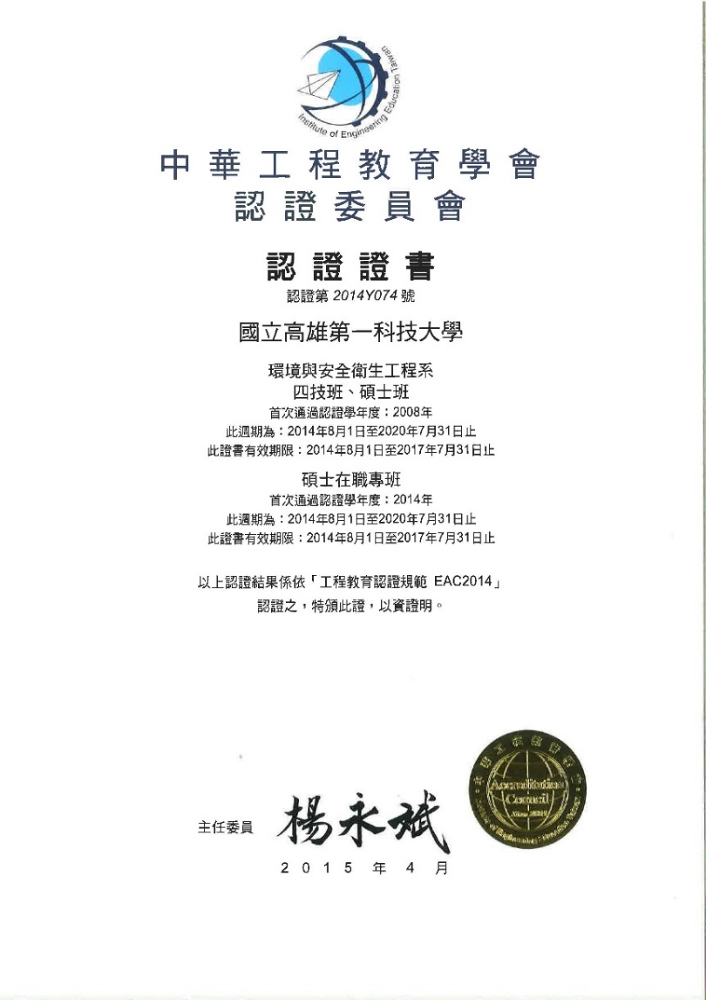 Institute of Engineering Education Taiwan
中華工程教育學會
認證委員會
認證證書
認證第 2014Y074 號
國立高雄第一科技大學
環境與安全衛生工程系
四技班、碩士班
首次通過認證學年度：2008年
此週期為：2014年8月1日至2020年7月31日止
此證書有效期限：2014年8月1日至2017年7月31日止
碩士在職專班
首次通過認證學年度：2014年
此週期為：2014年8月1日至2020年7月31日止
此證書有效期限：2014年8月1日至2017年7月31日止
以上認證結果係依「工程教育認證規範 EAC2014」
認證之，特頒此證，以資證明。
中華工程教育學會
Accreditation
Council
主任委員 楊永斌
2015年4月